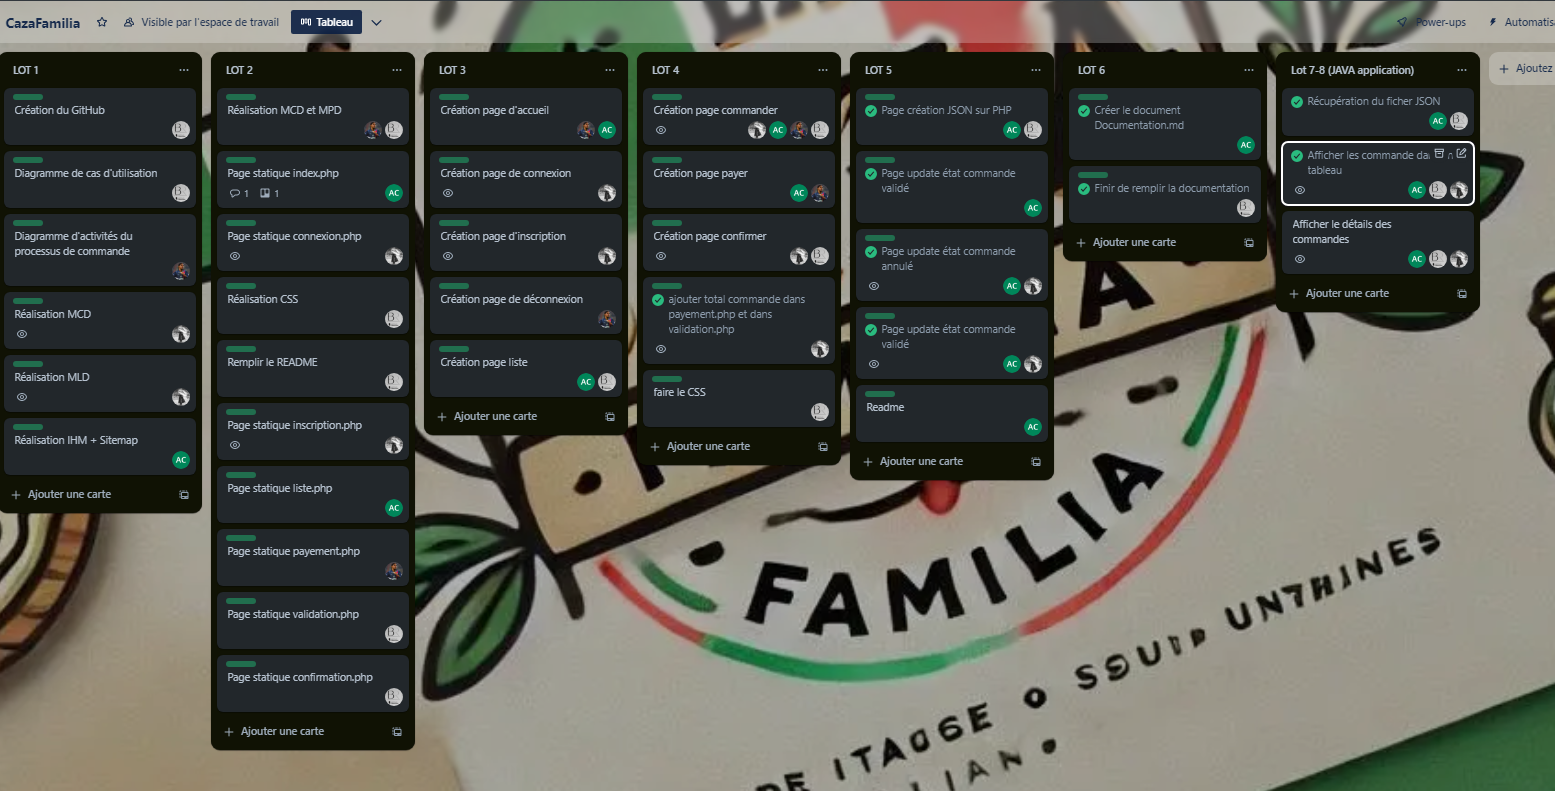 CazaFamilia
Visible par l'espace de travail
Tableau
Power-ups
Automatis
LOT 1
Création du GitHub
Diagramme de cas d'utilisation
Diagramme d'activités du
processus de commande
Réalisation MCD
Réalisation MLD
Réalisation IHM + Sitemap
AC
Ajouter une carte
LOT 2
Réalisation MCD et MPD
Page statique index.php
1
1
AC
Page statique connexion.php
Réalisation CSS
Remplir le README
Page statique inscription.php
Page statique liste.php
AC
Page statique payement.php
Page statique validation.php
Page statique confirmation.php
Ajouter une carte
LOT 3
Création page d'accueil
AC
Création page de connexion
Création page d'inscription
Création page de déconnexion
Création page liste
AC
Ajouter une carte
LOT 4
Création page commander
AC
Création page payer
AC
Création page confirmer
ajouter total commande dans
payement.php et dans
validation.php
faire le CSS
Ajouter une carte
LOT 5
Page création JSON sur PHP
AC
Page update état commande
validé
AC
Page update état commande
annulé
AC
Page update état commande
validé
AC
Readme
AC
Ajouter une carte
LOT 6
Créer le document
Documentation.md
AC
Finir de remplir la documentation
Ajouter une carte
Lot 7-8 (JAVA application)
Récupération du ficher JSON
AC
Afficher les commande da
tableau
AC
Afficher le détails des
commandes
AC
Ajouter une carte
Ajoutez
FAMILIA
DE ITAOGE O SSUID UNTHINES
LIAN